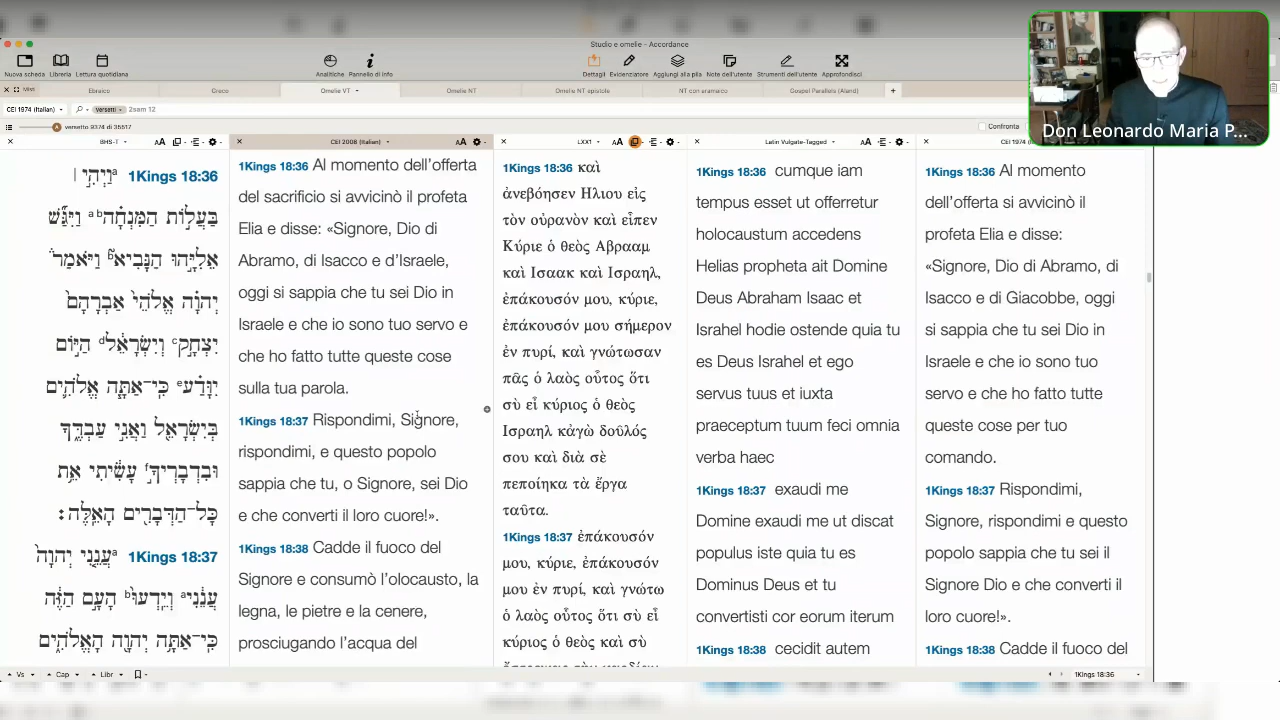 Studio e omelie - Accordance
Nuova scheda Libreria Lettura quotidiana Analitiche Pannello di info Dettagli Evidenziatore Aggiungi alla pila Note dell'utente Strumenti dell'utente Approfondisci
Ebraico Greco Omelie VT Omelie NT Omelie NT epistole NT con aramaico Gospel Parallels (Aland) +
CEI 1974 (Italian) versetti 2sam 12
versetto 9374 di 35517 Confronta
BHS-T
1Kings 18:36 ᵃוַיְהִ֣י ׀
בַּעֲל֣וֹת הַמִּנְחָ֗ה ᵃ ᵇוַיִּגַּ֞שׁ
אֵלִיָּ֣הוּ הַנָּבִיא֮ ᵇ וַיֹּאמַר֒
יְהוָ֗ה אֱלֹהֵי֙ אַבְרָהָם֙
יִצְחָ֣ק ᶜ וְיִשְׂרָאֵ֔ל ᵈ הַיּ֣וֹם
יִוָּדַ֗ע ᵉ כִּֽי־אַתָּ֧ה אֱלֹהִ֛ים
בְּיִשְׂרָאֵ֖ל וַאֲנִ֣י עַבְדֶּ֑ךָ
וּבִדְבָרְיךָ֣ ᶠ עָשִׂ֔יתִי אֵ֥ת
כָּל־הַדְּבָרִ֖ים הָאֵֽלֶּה׃
1Kings 18:37 ᵃעֲנֵ֤נִי יְהוָה֙
עֲנֵ֔נִי ᵃ וְיֵֽדְעוּ֙ ᵇ הָעָ֣ם הַזֶּ֔ה
כִּֽי־אַתָּ֥ה יְהוָ֖ה הָאֱלֹהִ֑ים
CEI 2008 (Italian)
1Kings 18:36 Al momento dell'offerta
del sacrificio si avvicinò il profeta
Elia e disse: «Signore, Dio di
Abramo, di Isacco e d'Israele,
oggi si sappia che tu sei Dio in
Israele e che io sono tuo servo e
che ho fatto tutte queste cose
sulla tua parola.
1Kings 18:37 Rispondimi, Signore,
rispondimi, e questo popolo
sappia che tu, o Signore, sei Dio
e che converti il loro cuore!».
1Kings 18:38 Cadde il fuoco del
Signore e consumò l'olocausto, la
legna, le pietre e la cenere,
prosciugando l'acqua del
LXX1
1Kings 18:36 καὶ
ἀνεβόησεν Ηλιου εἰς
τὸν οὐρανὸν καὶ εἶπεν
Κύριε ὁ θεὸς Αβρααμ
καὶ Ισαακ καὶ Ισραηλ,
ἐπάκουσόν μου, κύριε,
ἐπάκουσόν μου σήμερον
ἐν πυρί, καὶ γνώτωσαν
πᾶς ὁ λαὸς οὗτος ὅτι
σὺ εἶ κύριος ὁ θεὸς
Ισραηλ κἀγὼ δοῦλός
σου καὶ διὰ σὲ
πεποίηκα τὰ ἔργα
ταῦτα.
1Kings 18:37 ἐπάκουσόν
μου, κύριε, ἐπάκουσόν
μου ἐν πυρί, καὶ γνώτω
ὁ λαὸς οὗτος ὅτι σὺ εἶ
κύριος ὁ θεὸς καὶ σὺ
Latin Vulgate-Tagged
1Kings 18:36 cumque iam
tempus esset ut offerretur
holocaustum accedens
Helias propheta ait Domine
Deus Abraham Isaac et
Israhel hodie ostende quia tu
es Deus Israhel et ego
servus tuus et iuxta
praeceptum tuum feci omnia
verba haec
1Kings 18:37 exaudi me
Domine exaudi me ut discat
populus iste quia tu es
Dominus Deus et tu
convertisti cor eorum iterum
1Kings 18:38 cecidit autem
CEI 1974
1Kings 18:36 Al momento
dell'offerta si avvicinò il
profeta Elia e disse:
«Signore, Dio di Abramo, di
Isacco e di Giacobbe, oggi
si sappia che tu sei Dio in
Israele e che io sono tuo
servo e che ho fatto tutte
queste cose per tuo
comando.
1Kings 18:37 Rispondimi,
Signore, rispondimi e questo
popolo sappia che tu sei il
Signore Dio e che converti il
loro cuore!».
1Kings 18:38 Cadde il fuoco del
Vs Cap Libr 1Kings 18:36
Don Leonardo Maria P...